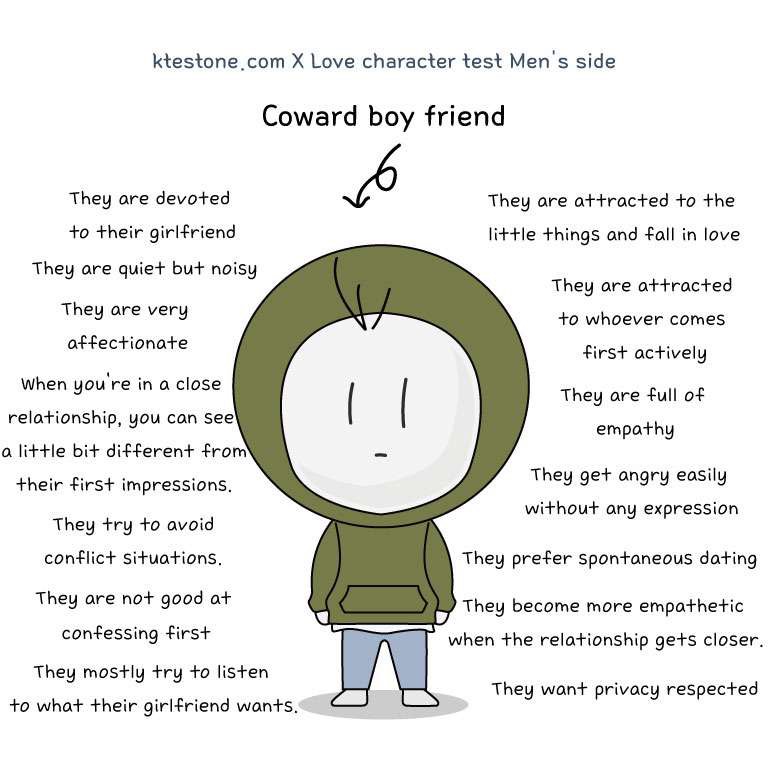 ktestone.com X Love character test Men's side
Coward boy friend
They are devoted
to their girlfriend
They are quiet but noisy
They are very
affectionate
When you're in a close
relationship, you can see
a little bit different from
their first impressions.
They try to avoid
conflict situations.
They are not good at
confessing first
They mostly try to listen
to what their girlfriend wants.
They are attracted to the
little things and fall in love
They are attracted
to whoever comes
first actively
They are full of
empathy
They get angry easily
without any expression
They prefer spontaneous dating
They become more empathetic
when the relationship gets closer.
They want privacy respected